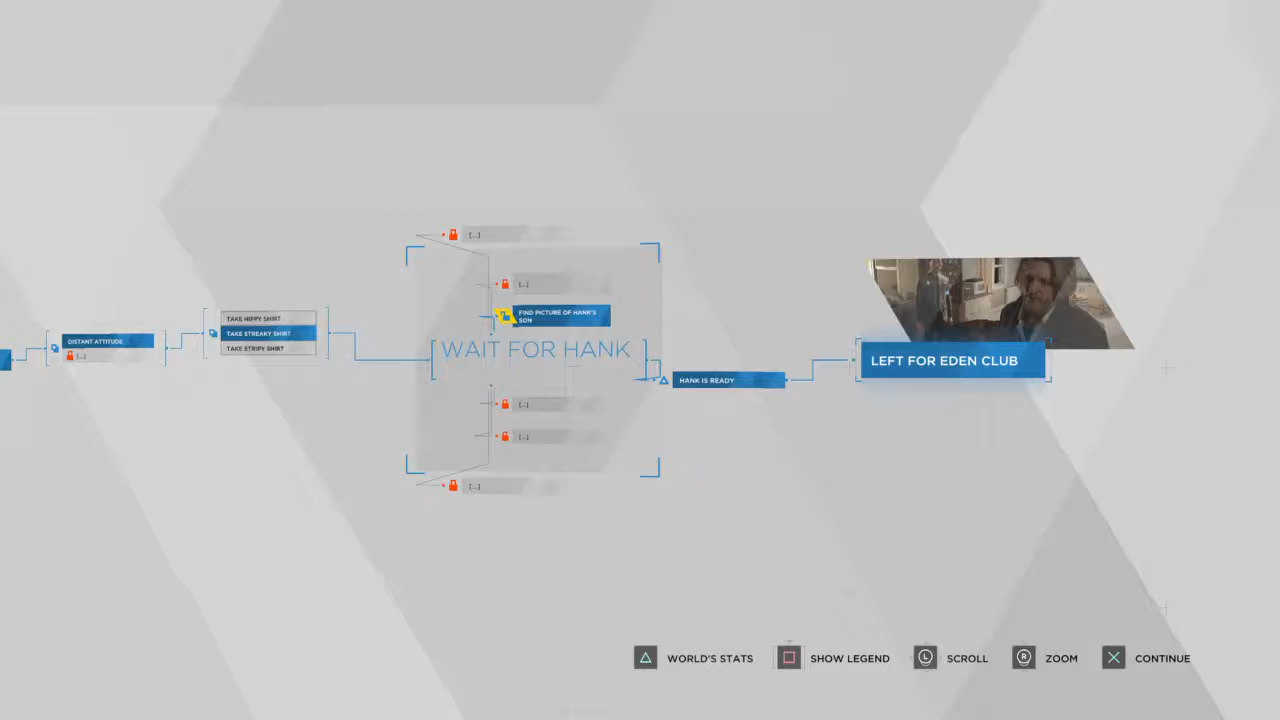 DISTANT ATTITUDE
[...]
TAKE HIPPY SHIRT
TAKE STREAKY SHIRT
TAKE STRIPY SHIRT
[...]
[...]
FIND PICTURE OF HANK'S
SON
WAIT FOR HANK
[...]
[...]
[...]
HANK IS READY
LEFT FOR EDEN CLUB
WORLD'S STATS
SHOW LEGEND
L
SCROLL
R
ZOOM
CONTINUE